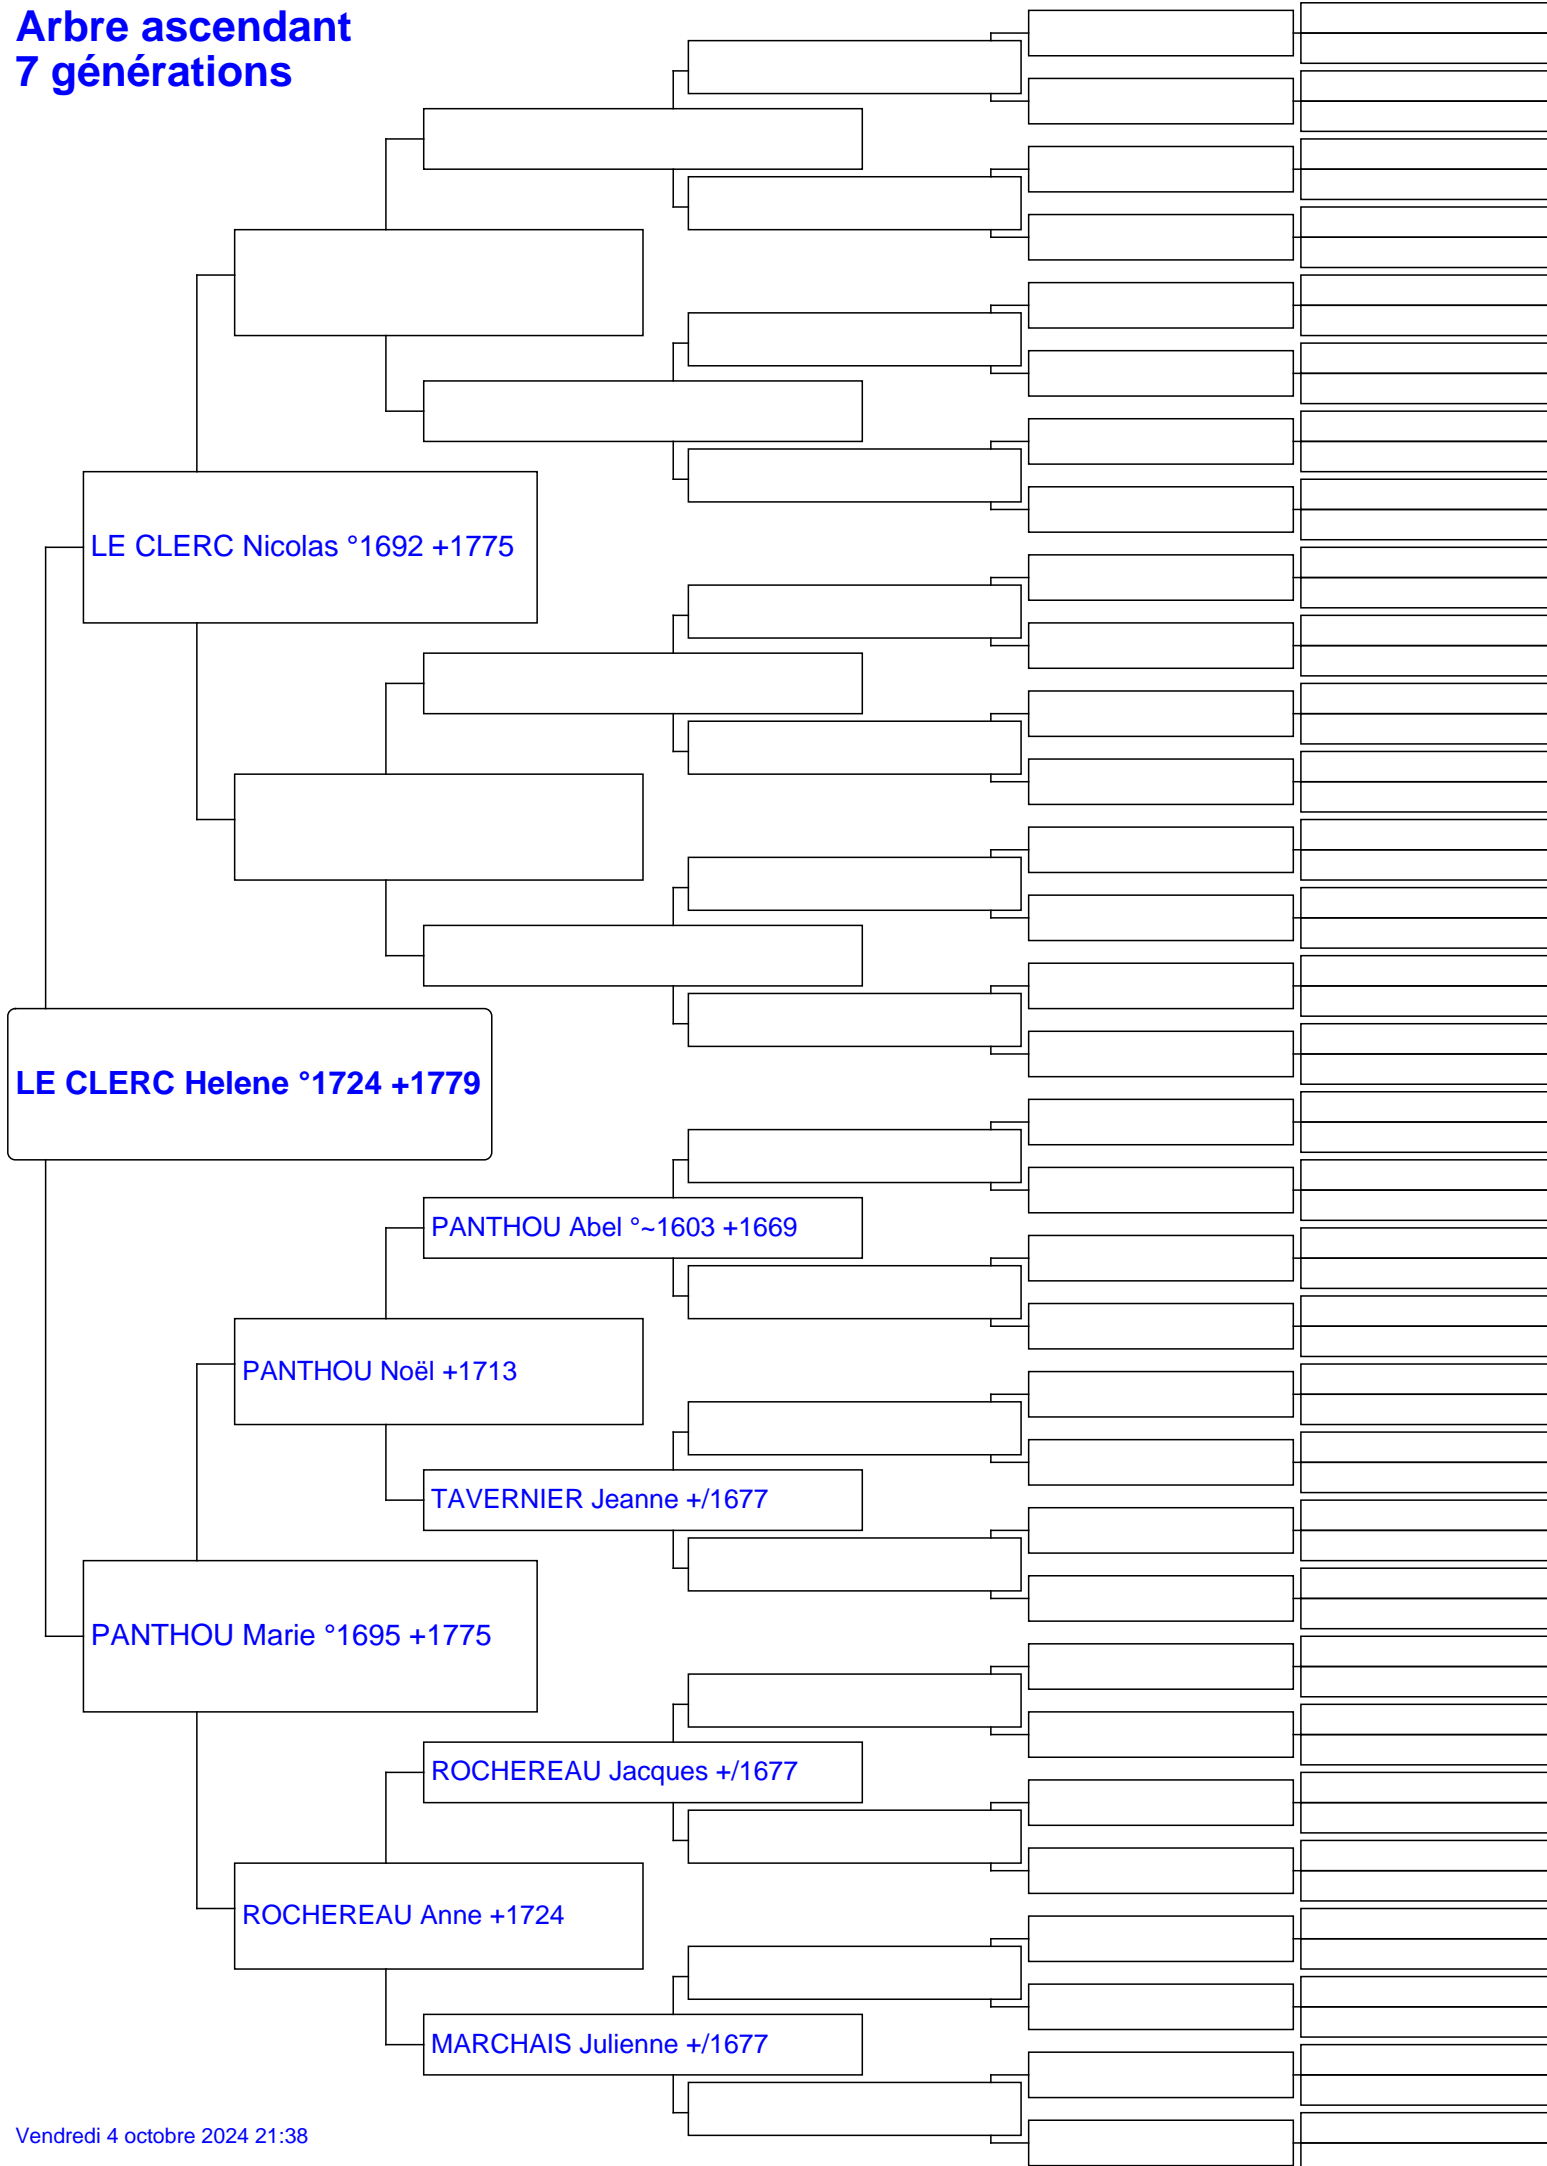 Arbre ascendant
7 générations
LE CLERC Nicolas °1692 +1775
LE CLERC Helene °1724 +1779
PANTHOU Abel °~1603 +1669
PANTHOU Noël +1713
TAVERNIER Jeanne +/1677
PANTHOU Marie °1695 +1775
ROCHEREAU Jacques +/1677
ROCHEREAU Anne +1724
MARCHAIS Julienne +/1677
Vendredi 4 octobre 2024 21:38